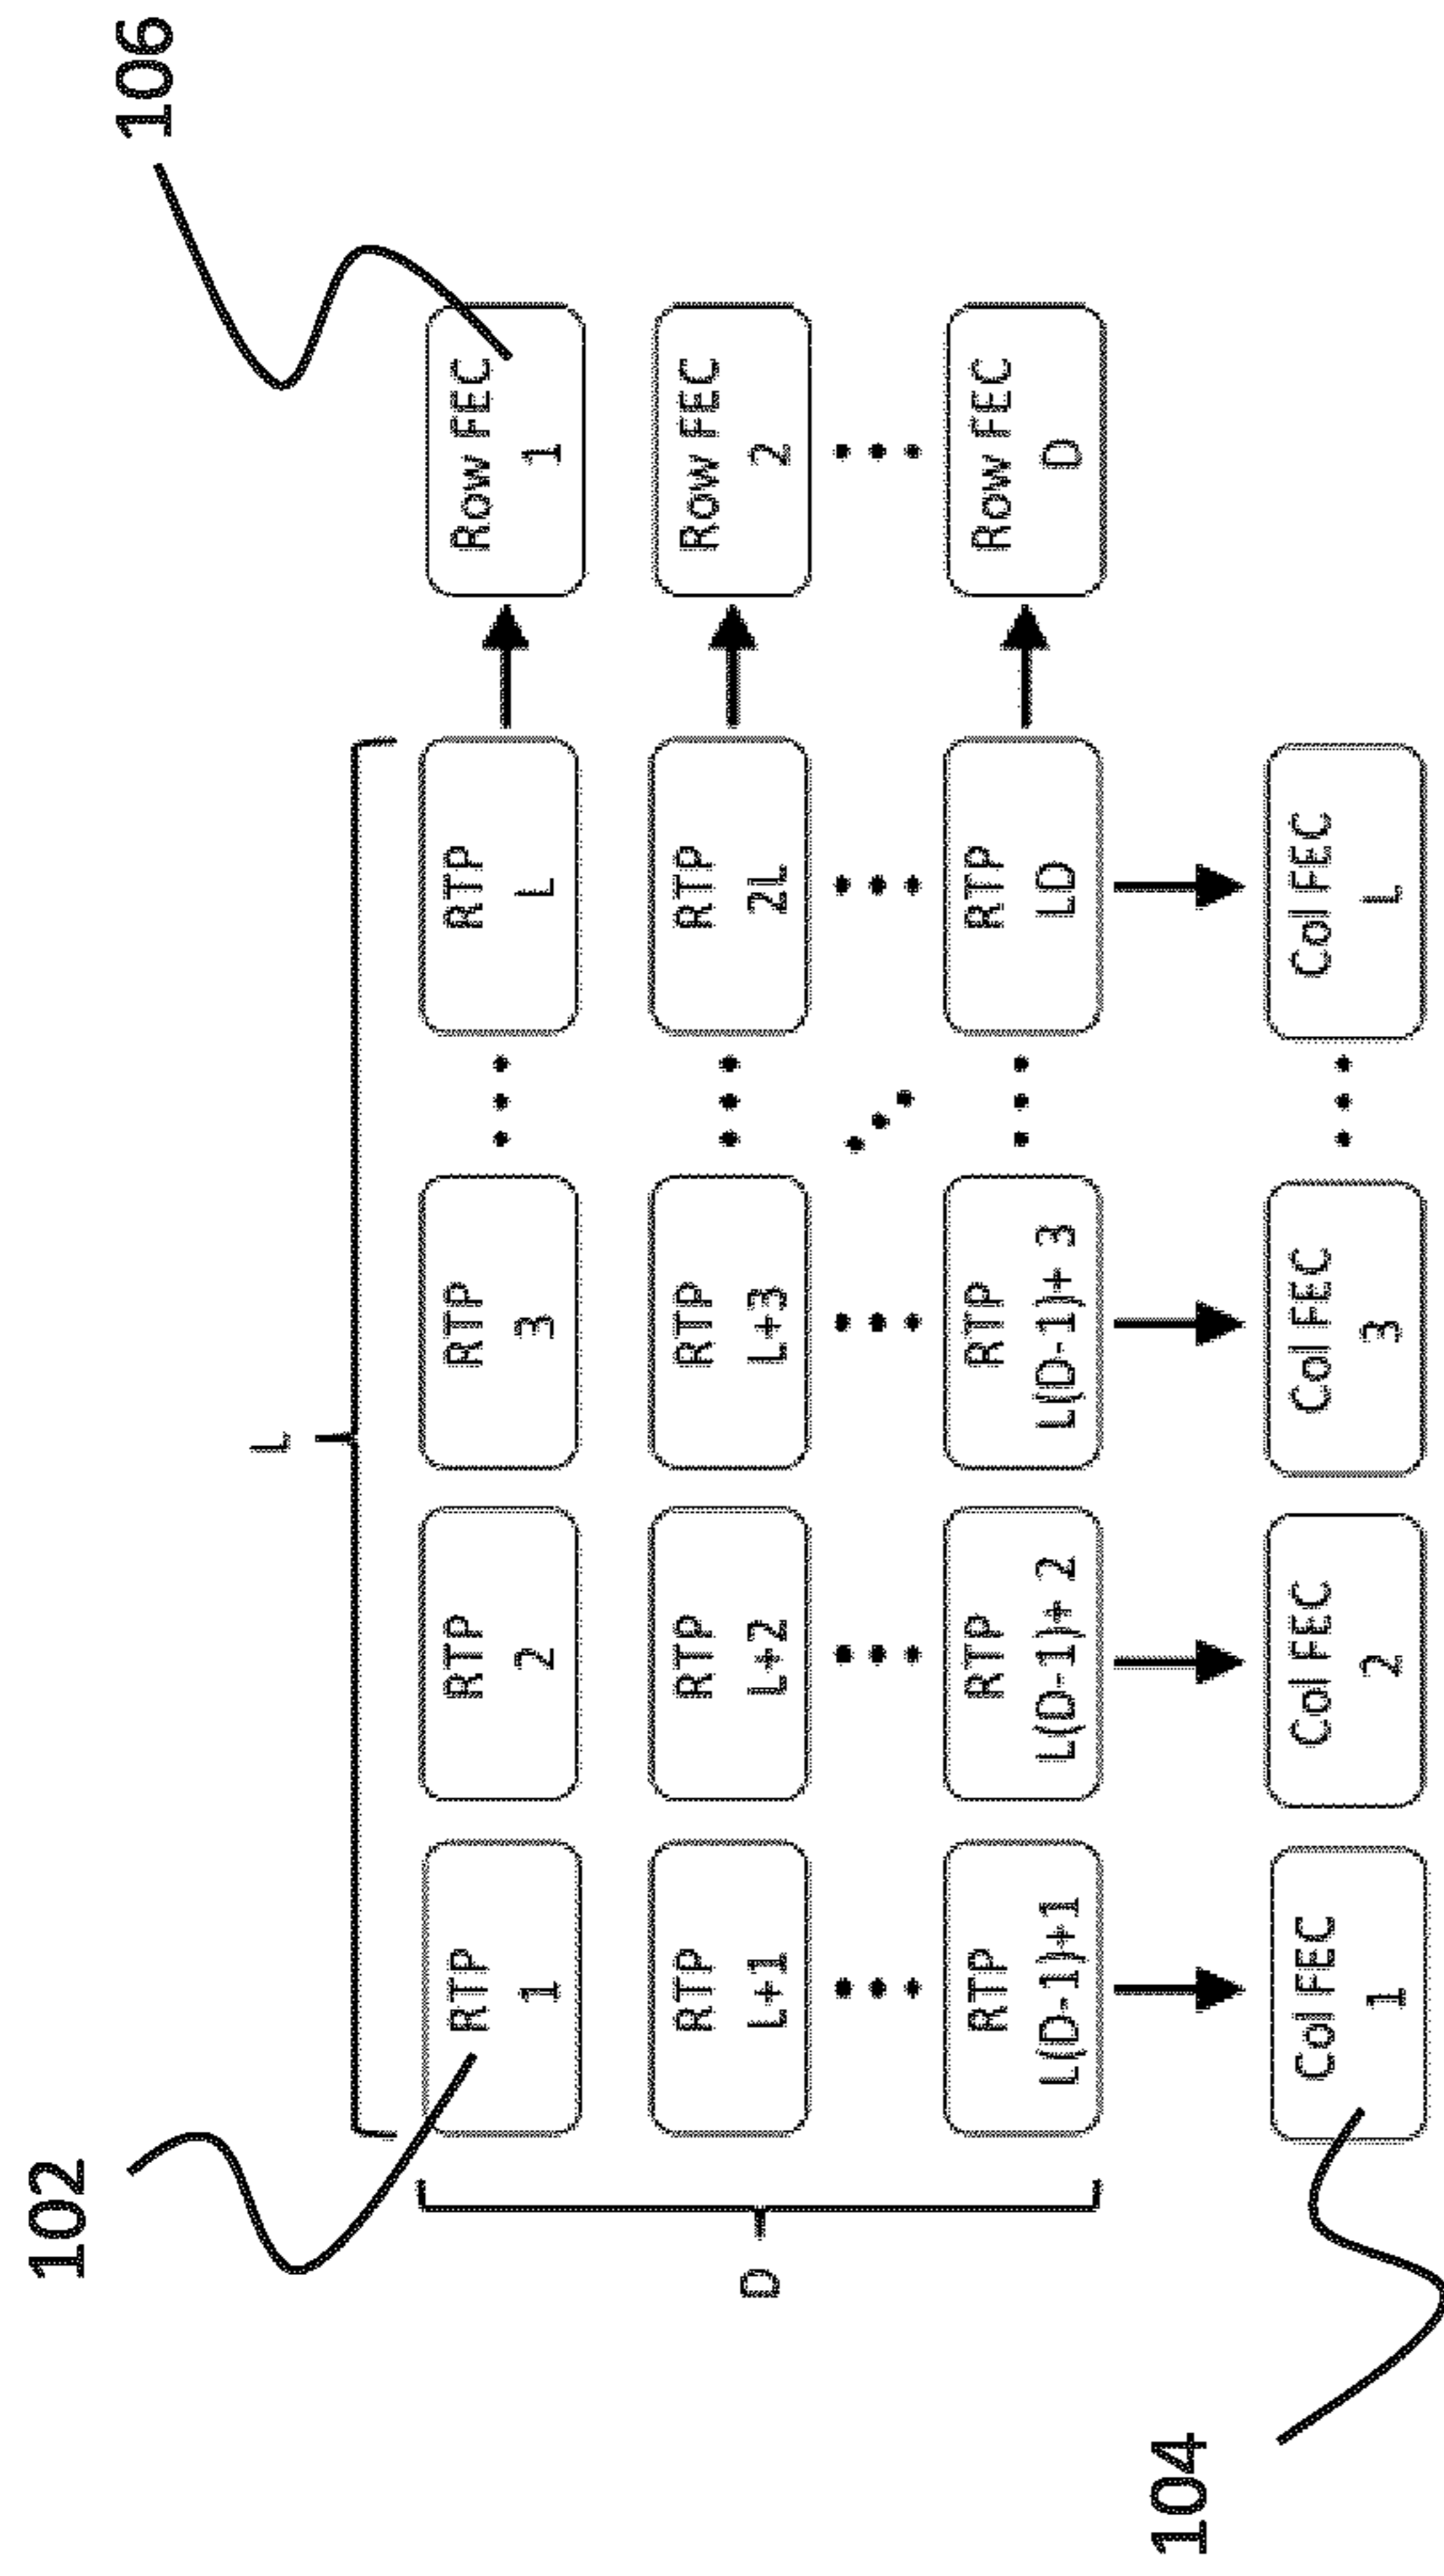 106
102
L
RTP
1
RTP
2
RTP
3
RTP
L
Row FEC
1
D
RTP
L+1
RTP
L+2
RTP
L+3
RTP
2L
Row FEC
2
RTP
L(D-1)+1
RTP
L(D-1)+ 2
RTP
L(D-1)+ 3
RTP
LD
Row FEC
D
Col FEC
1
Col FEC
2
Col FEC
3
Col FEC
L
104